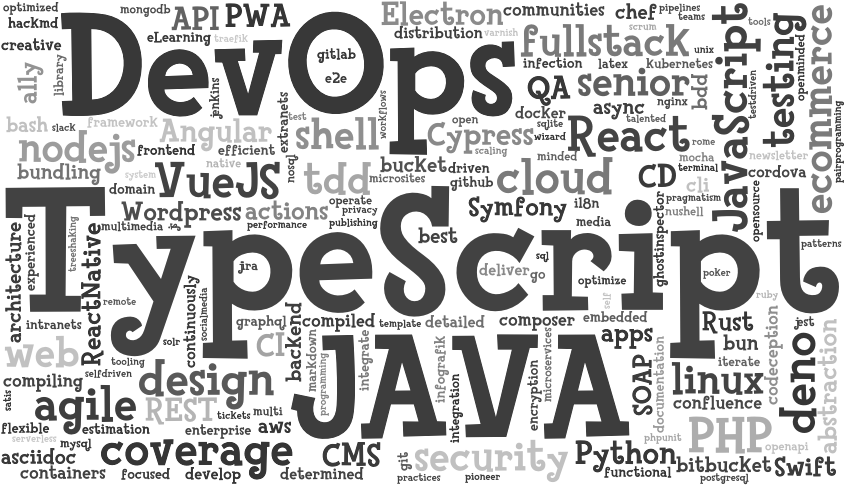 optimized
mongodb
API
PWA
Electron
communities
chef
pipelines
teams
hackmd
DevOps
eLearning
traefik
distribution
varnish
fullstack
scrum
unix
tools
JavaScript
testing
openminded
ecommerce
creative
a11y
library
gitlab
e2e
jenkins
infection
latex
Kubernetes
QA
senior
bdd
testdriven
bash
slack
framework
Angular
extranets
test
workflows
open
docker
sqlite
async
nginx
talented
nodejs
frontend
efficient
shell
Cypress
scaling
wizard
React
rome
mocha
newsletter
pairprogramming
bundling
system
native
nosql
bucket
driven
minded
terminal
cordova
domain
VueJS
tdd
microsites
github
cloud
CD
cli
pragmatism
nushell
opensource
Wordpress
actions
operate
privacy
publishing
performance
Symfony
i18n
media
ghostinspector
TypeScript
architecture
experienced
treeshaking
multimedia
ReactNative
best
jira
sql
deliver
go
optimize
poker
patterns
remote
continuously
socialmedia
self
ruby
intranets
graphql
compiled
template
detailed
composer
embedded
Rust
jest
web
tooling
solr
CI
backend
JAVA
markdown
programming
integrate
infografik
integration
encryption
microservices
apps
bun
iterate
codeception
deno
abstraction
selfdriven
compiling
satis
design
SOAP
documentation
linux
confluence
agile
REST
tickets
multi
flexible
estimation
enterprise
aws
serverless
mysql
phpunit
PHP
openapi
asciidoc
coverage
CMS
git
security
Python
bitbucket
Swift
containers
focused
develop
determined
practices
pioneer
functional
postgresql